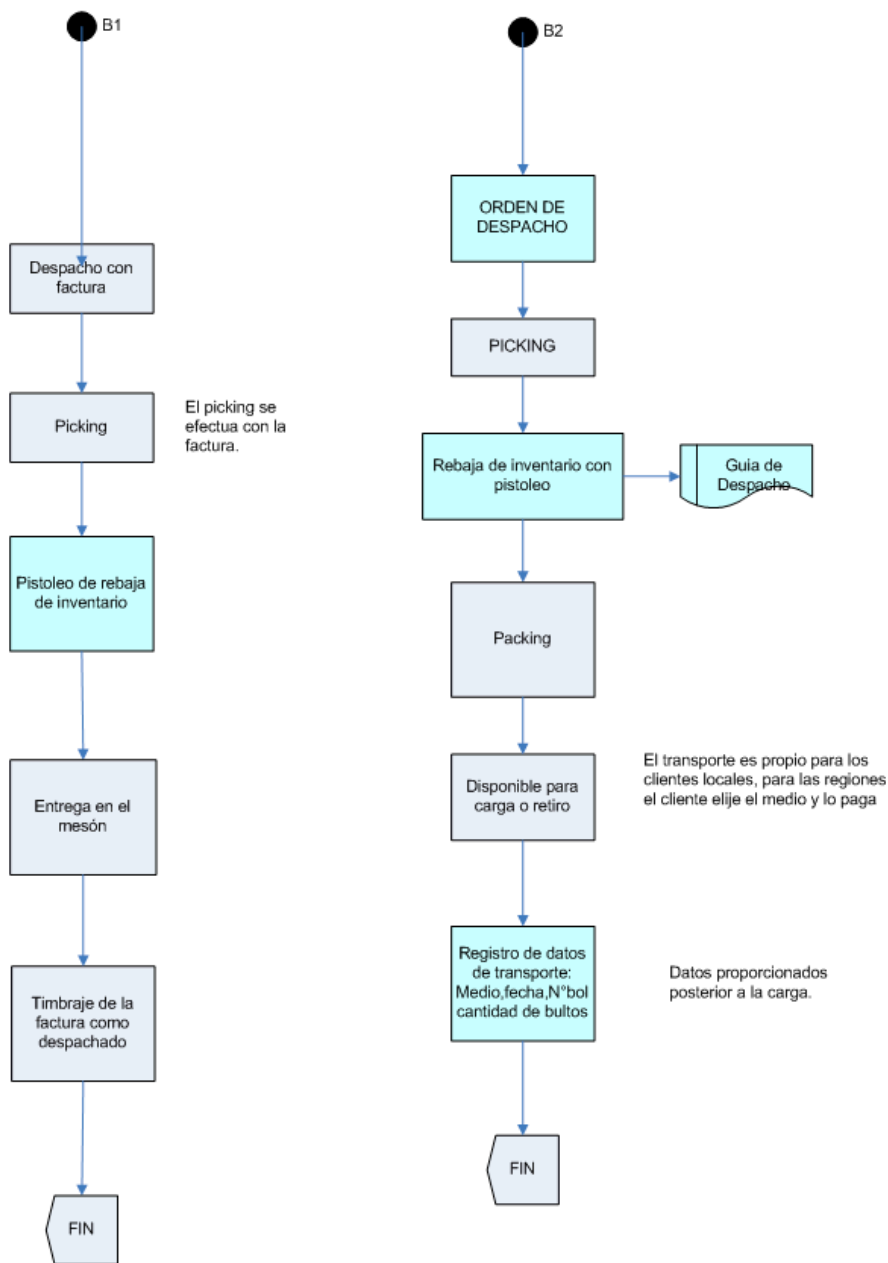 B1
Despacho con
factura
Picking
El picking se
efectua con la
factura.
Pistoleo de rebaja
de inventario
Entrega en el
mesón
Timbraje de la
factura como
despachado
FIN
B2
ORDEN DE
DESPACHO
PICKING
Rebaja de inventario con
pistoleo
Guia de
Despacho
Packing
Disponible para
carga o retiro
El transporte es propio para los
clientes locales, para las regiones
el cliente elije el medio y lo paga
Registro de datos
de transporte:
Medio,fecha,N°bol
cantidad de bultos
Datos proporcionados
posterior a la carga.
FIN